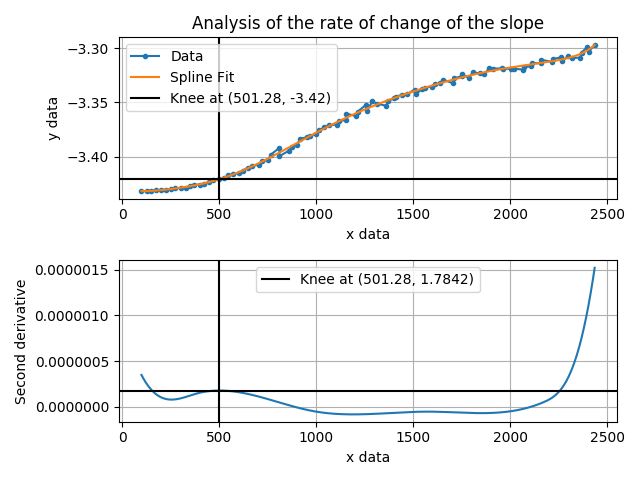 Analysis of the rate of change of the slope
−3.30
−3.35
−3.40
y data
Data
Spline Fit
Knee at (501.28, -3.42)
0 500 1000 1500 2000 2500
x data
0.0000015
0.0000010
0.0000005
0.0000000
Second derivative
Knee at (501.28, 1.7842)
0 500 1000 1500 2000 2500
x data